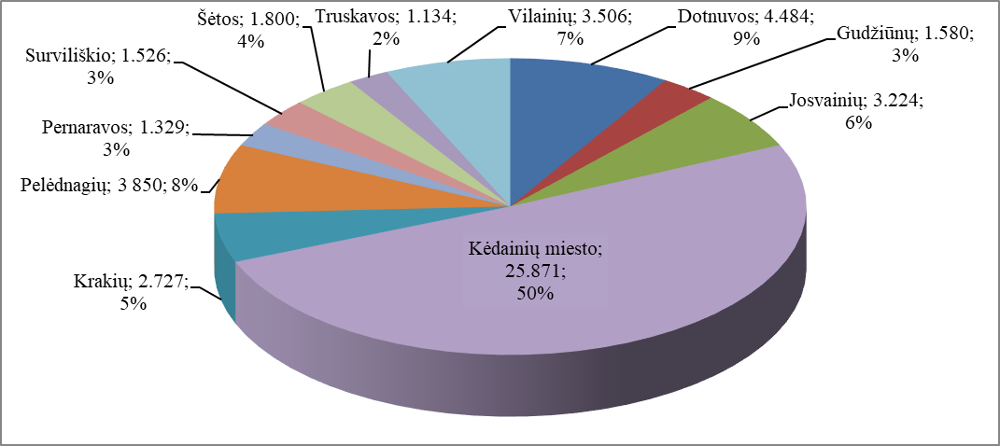 Šėtos; 1.800;
4%
Truskavos; 1.134;
2%
Vilainių; 3.506;
7%
Dotnuvos; 4.484;
9%
Gudžiūnų; 1.580;
3%
Josvainių; 3.224;
6%
Kėdainių miesto;
25.871;
50%
Krakių; 2.727;
5%
Pelėdnagių; 3 850; 8%
Pernaravos; 1.329;
3%
Surviliškio; 1.526;
3%